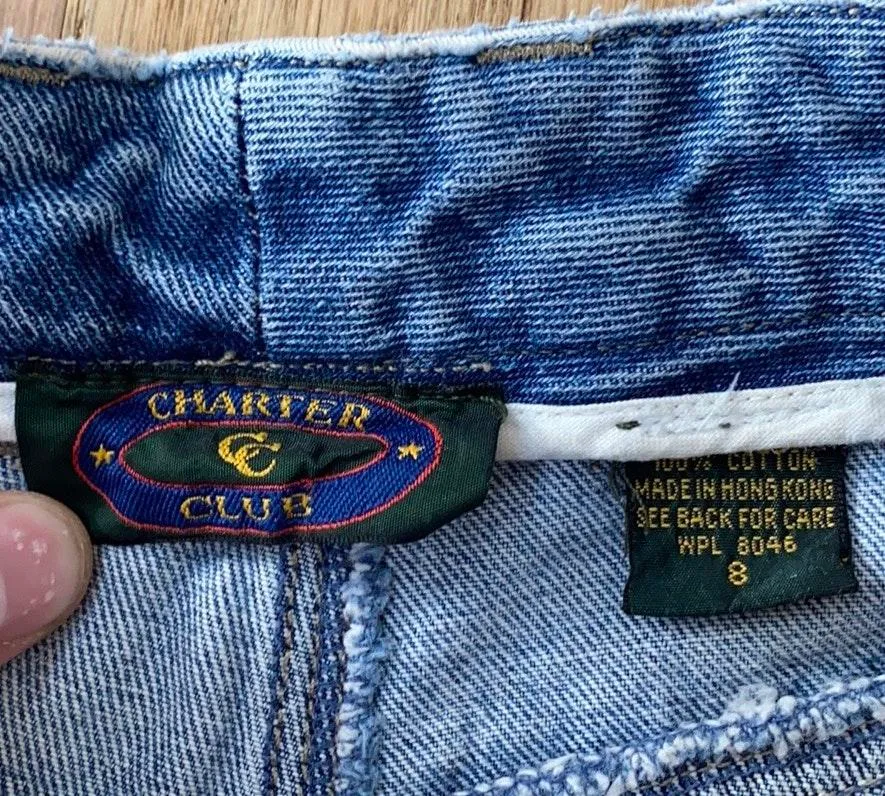 CHARTER
CC
CLUB
100% COTTON
MADE IN HONG KONG
SEE BACK FOR CARE
WPL 8046
8